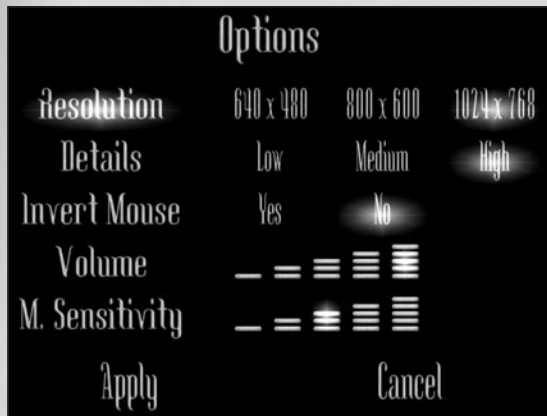 Options
Resolution 640 x 480 800 x 600 1024 x 768
Details Low Medium High
Invert Mouse Yes No
Volume
M. Sensitivity
Apply Cancel